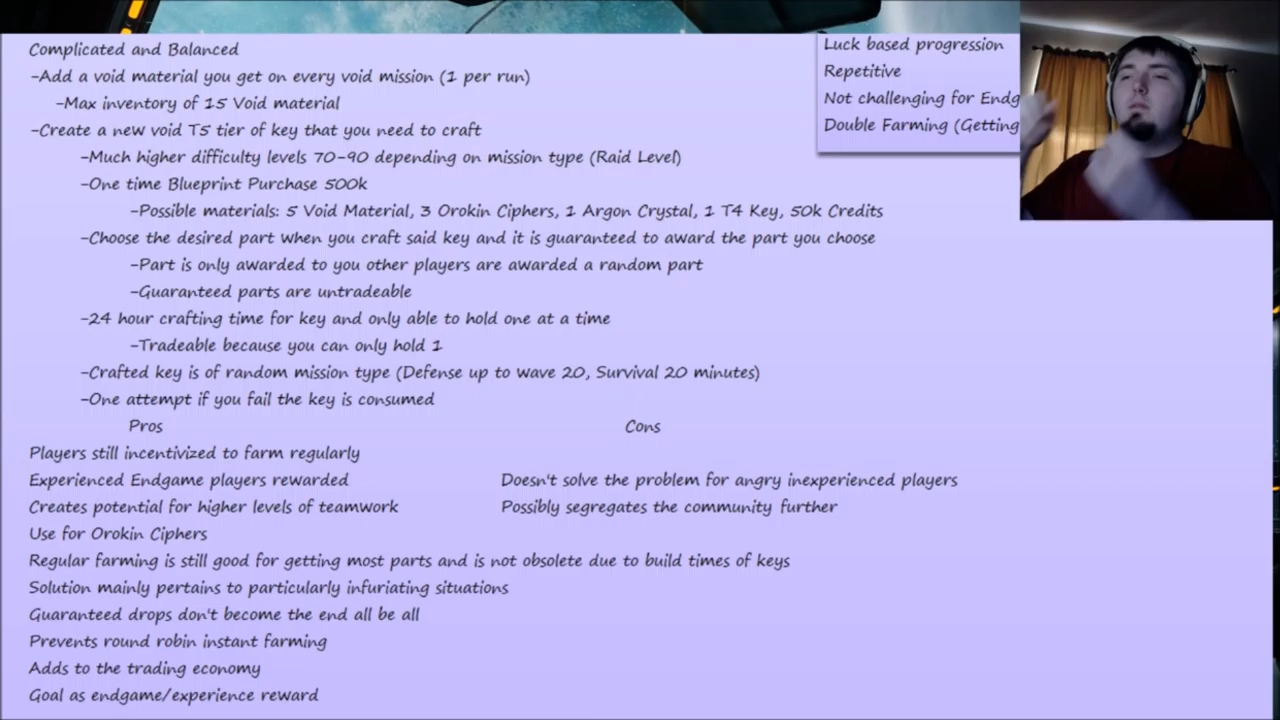 Complicated and Balanced
-Add a void material you get on every void mission (1 per run)
-Max inventory of 15 Void material
-Create a new void T5 tier of key that you need to craft
-Much higher difficulty levels 70-90 depending on mission type (Raid Level)
-One time Blueprint Purchase 500k
-Possible materials: 5 Void Material, 3 Orokin Ciphers, 1 Argon Crystal, 1 T4 Key, 50k Credits
-Choose the desired part when you craft said key and it is guaranteed to award the part you choose
-Part is only awarded to you other players are awarded a random part
-Guaranteed parts are untradeable
-24 hour crafting time for key and only able to hold one at a time
-Tradeable because you can only hold 1
-Crafted key is of random mission type (Defense up to wave 20, Survival 20 minutes)
-One attempt if you fail the key is consumed
Pros
Players still incentivized to farm regularly
Experienced Endgame players rewarded
Creates potential for higher levels of teamwork
Use for Orokin Ciphers
Regular farming is still good for getting most parts and is not obsolete due to build times of keys
Solution mainly pertains to particularly infuriating situations
Guaranteed drops don't become the end all be all
Prevents round robin instant farming
Adds to the trading economy
Goal as endgame/experience reward
Cons
Doesn't solve the problem for angry inexperienced players
Possibly segregates the community further
Luck based progression
Repetitive
Not challenging for Endg
Double Farming (Getting